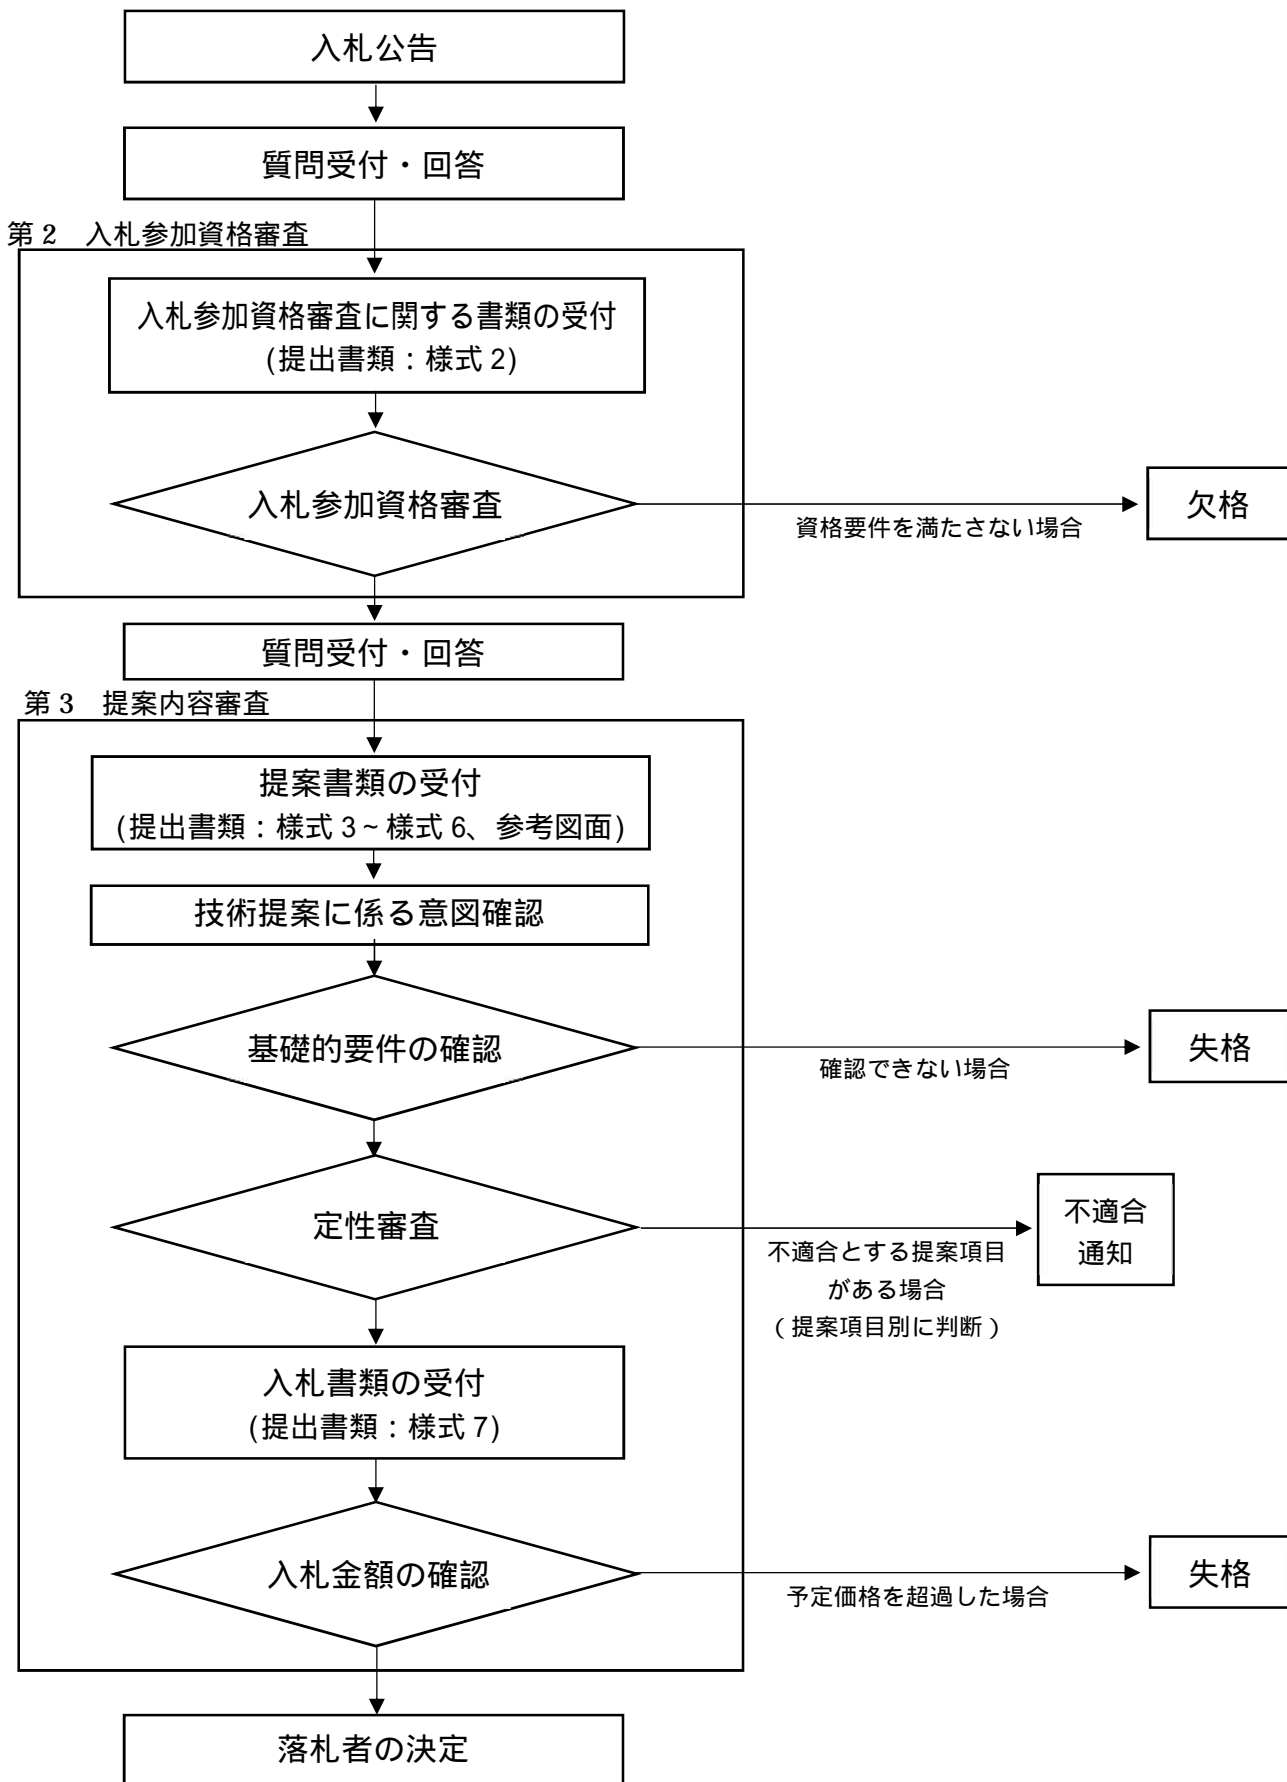 入札公告
質問受付・回答
第２　入札参加資格審査
入札参加資格審査に関する書類の受付
(提出書類：様式 2)
入札参加資格審査
資格要件を満たさない場合
欠格
質問受付・回答
第３　提案内容審査
提案書類の受付
(提出書類：様式 3～様式 6、参考図面)
技術提案に係る意図確認
基礎的要件の確認
確認できない場合
失格
定性審査
不適合とする提案項目
がある場合
（提案項目別に判断）
不適合
通知
入札書類の受付
(提出書類：様式 7)
入札金額の確認
予定価格を超過した場合
失格
落札者の決定